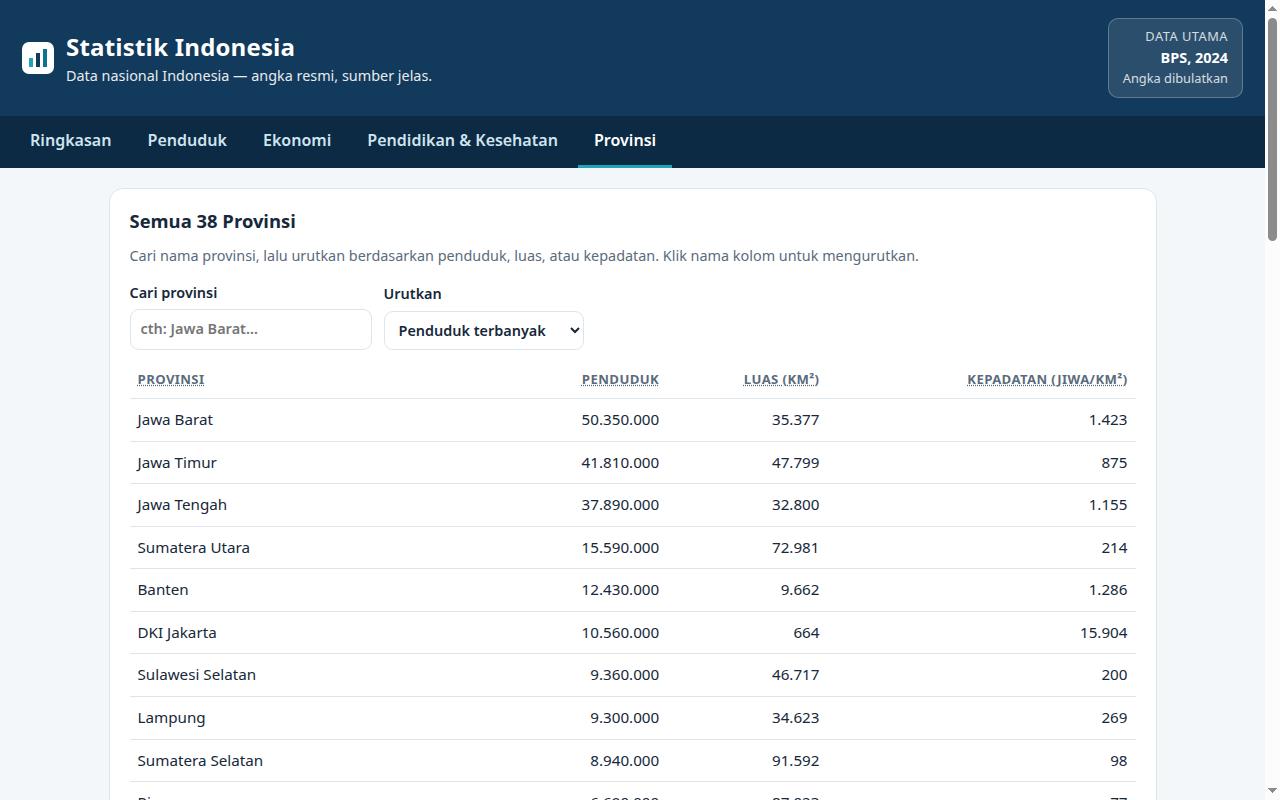 Statistik Indonesia
Data nasional Indonesia — angka resmi, sumber jelas.
DATA UTAMA
BPS, 2024
Angka dibulatkan
Ringkasan Penduduk Ekonomi Pendidikan & Kesehatan Provinsi
Semua 38 Provinsi
Cari nama provinsi, lalu urutkan berdasarkan penduduk, luas, atau kepadatan. Klik nama kolom untuk mengurutkan.
Cari provinsi Urutkan
cth: Jawa Barat... Penduduk terbanyak
PROVINSI PENDUDUK LUAS (KM²) KEPADATAN (JIWA/KM²)
Jawa Barat 50.350.000 35.377 1.423
Jawa Timur 41.810.000 47.799 875
Jawa Tengah 37.890.000 32.800 1.155
Sumatera Utara 15.590.000 72.981 214
Banten 12.430.000 9.662 1.286
DKI Jakarta 10.560.000 664 15.904
Sulawesi Selatan 9.360.000 46.717 200
Lampung 9.300.000 34.623 269
Sumatera Selatan 8.940.000 91.592 98